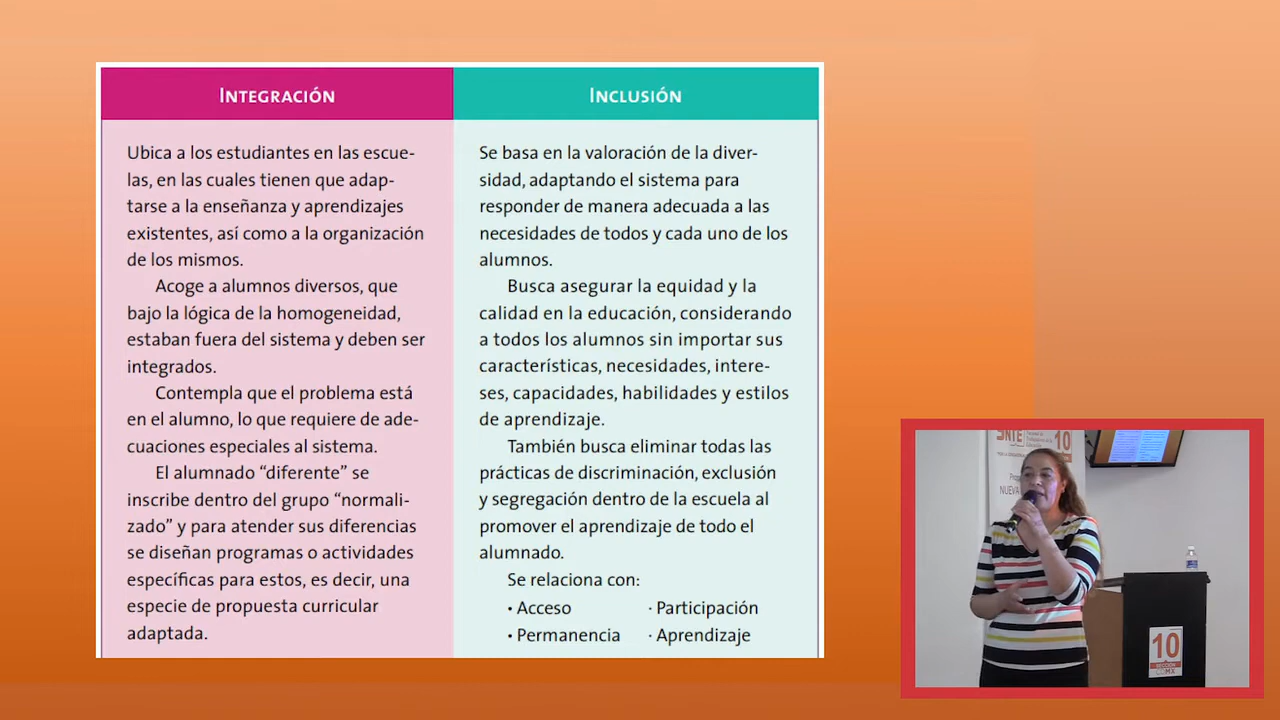 INTEGRACIÓN
Ubica a los estudiantes en las escue-
las, en las cuales tienen que adap-
tarse a la enseñanza y aprendizajes
existentes, así como a la organización
de los mismos.
Acoge a alumnos diversos, que
bajo la lógica de la homogeneidad,
estaban fuera del sistema y deben ser
integrados.
Contempla que el problema está
en el alumno, lo que requiere de ade-
cuaciones especiales al sistema.
El alumnado “diferente” se
inscribe dentro del grupo “normali-
zado” y para atender sus diferencias
se diseñan programas o actividades
específicas para estos, es decir, una
especie de propuesta curricular
adaptada.
INCLUSIÓN
Se basa en la valoración de la diver-
sidad, adaptando el sistema para
responder de manera adecuada a las
necesidades de todos y cada uno de los
alumnos.
Busca asegurar la equidad y la
calidad en la educación, considerando
a todos los alumnos sin importar sus
características, necesidades, intere-
ses, capacidades, habilidades y estilos
de aprendizaje.
También busca eliminar todas las
prácticas de discriminación, exclusión
y segregación dentro de la escuela al
promover el aprendizaje de todo el
alumnado.
Se relaciona con:
• Acceso · Participación
• Permanencia · Aprendizaje
SNTE
10
NUEVA
10
SECCIÓN
CDMX